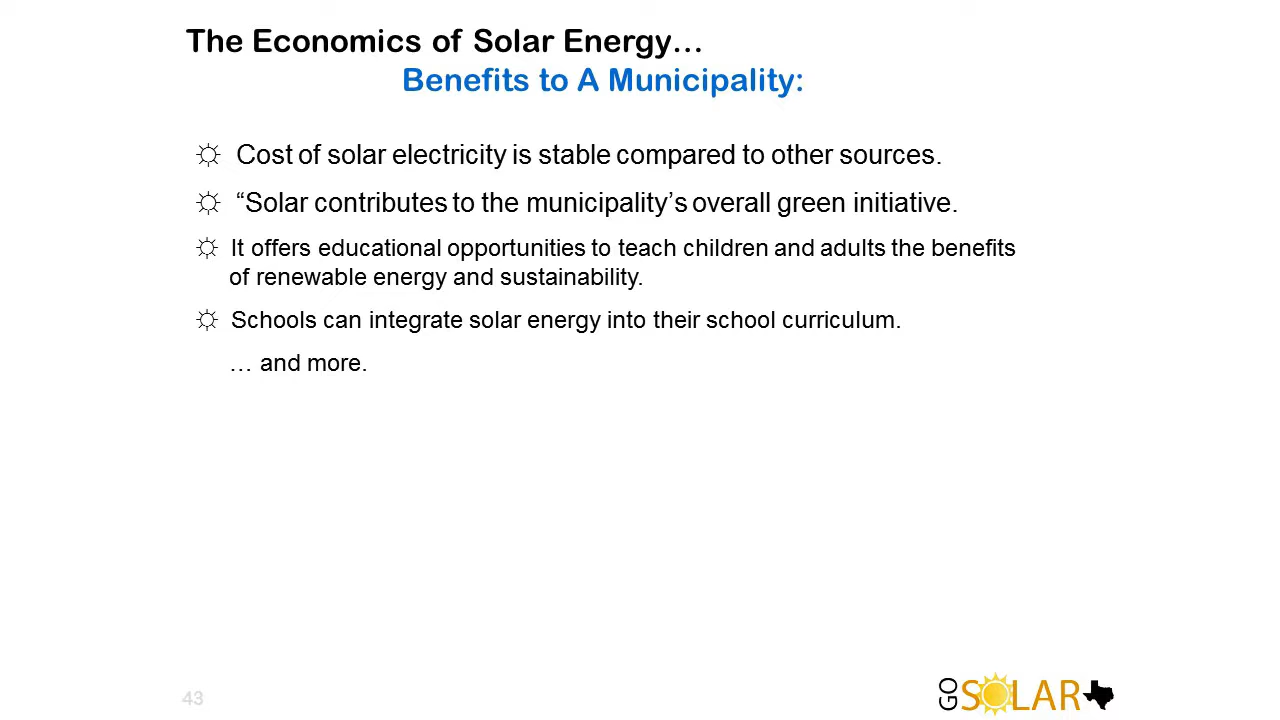 The Economics of Solar Energy…
Benefits to A Municipality:
☼ Cost of solar electricity is stable compared to other sources.
☼ “Solar contributes to the municipality’s overall green initiative.
☼ It offers educational opportunities to teach children and adults the benefits
of renewable energy and sustainability.
☼ Schools can integrate solar energy into their school curriculum.
… and more.
43
GO SOLAR